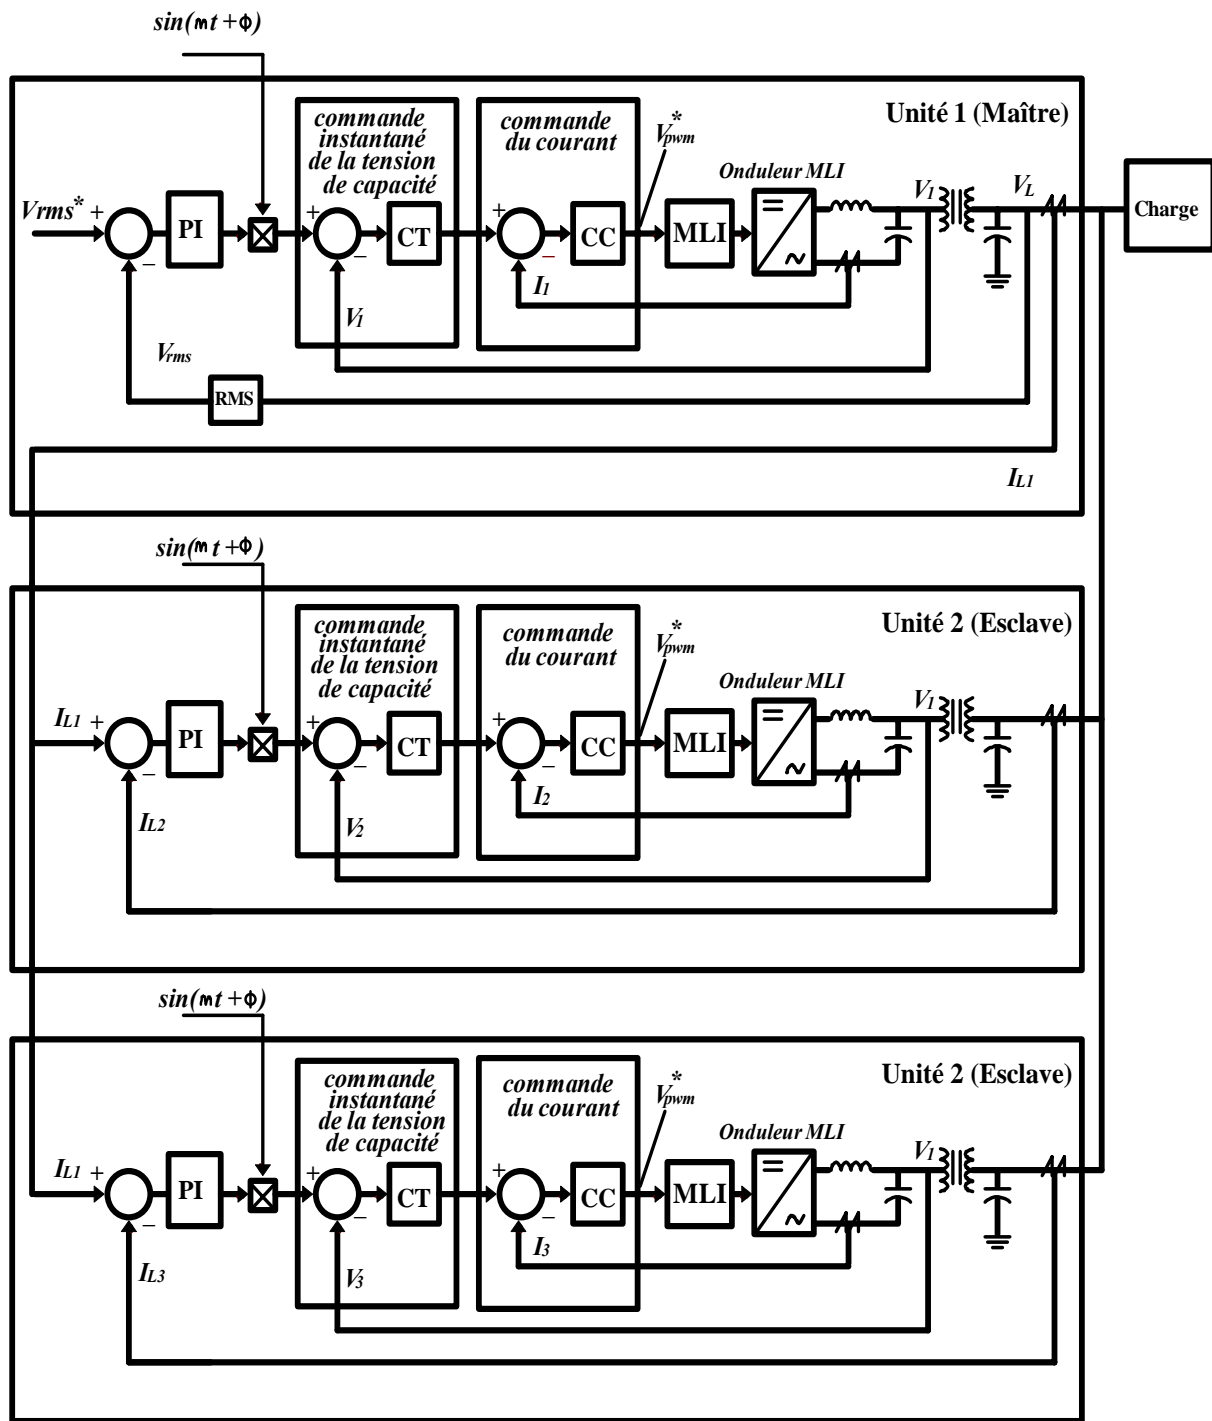 sin(mt+ϕ)
Unité 1 (Maître)
commande
instantané
de la tension
de capacité
commande
du courant
V*pwm
Onduleur MLI
V1
VL
Charge
Vrms*
+
PI
+
CT
+
CC
MLI
−
−
−
I1
V1
Vrms
RMS
IL1
sin(mt+ϕ)
Unité 2 (Esclave)
commande
instantané
de la tension
de capacité
commande
du courant
V*pwm
Onduleur MLI
V1
IL1
+
PI
+
CT
+
CC
MLI
−
−
−
IL2
V2
I2
sin(mt+ϕ)
Unité 2 (Esclave)
commande
instantané
de la tension
de capacité
commande
du courant
V*pwm
Onduleur MLI
V1
IL1
+
PI
+
CT
+
CC
MLI
−
−
−
IL3
V3
I3